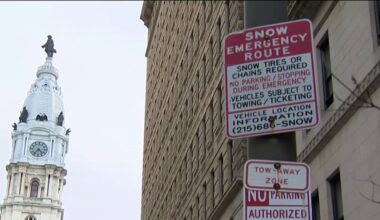 SNOW
EMERGENCY
ROUTE
SNOW TIRES OR
CHAINS REQUIRED
NO PARKING/STOPPING
DURING EMERGENCY
VEHICLES SUBJECT TO
TOWING/TICKETING
VEHICLE LOCATION
INFORMATION
(215)686-SNOW
TOW-AWAY
ZONE
NO PARKING
AUTHORIZED